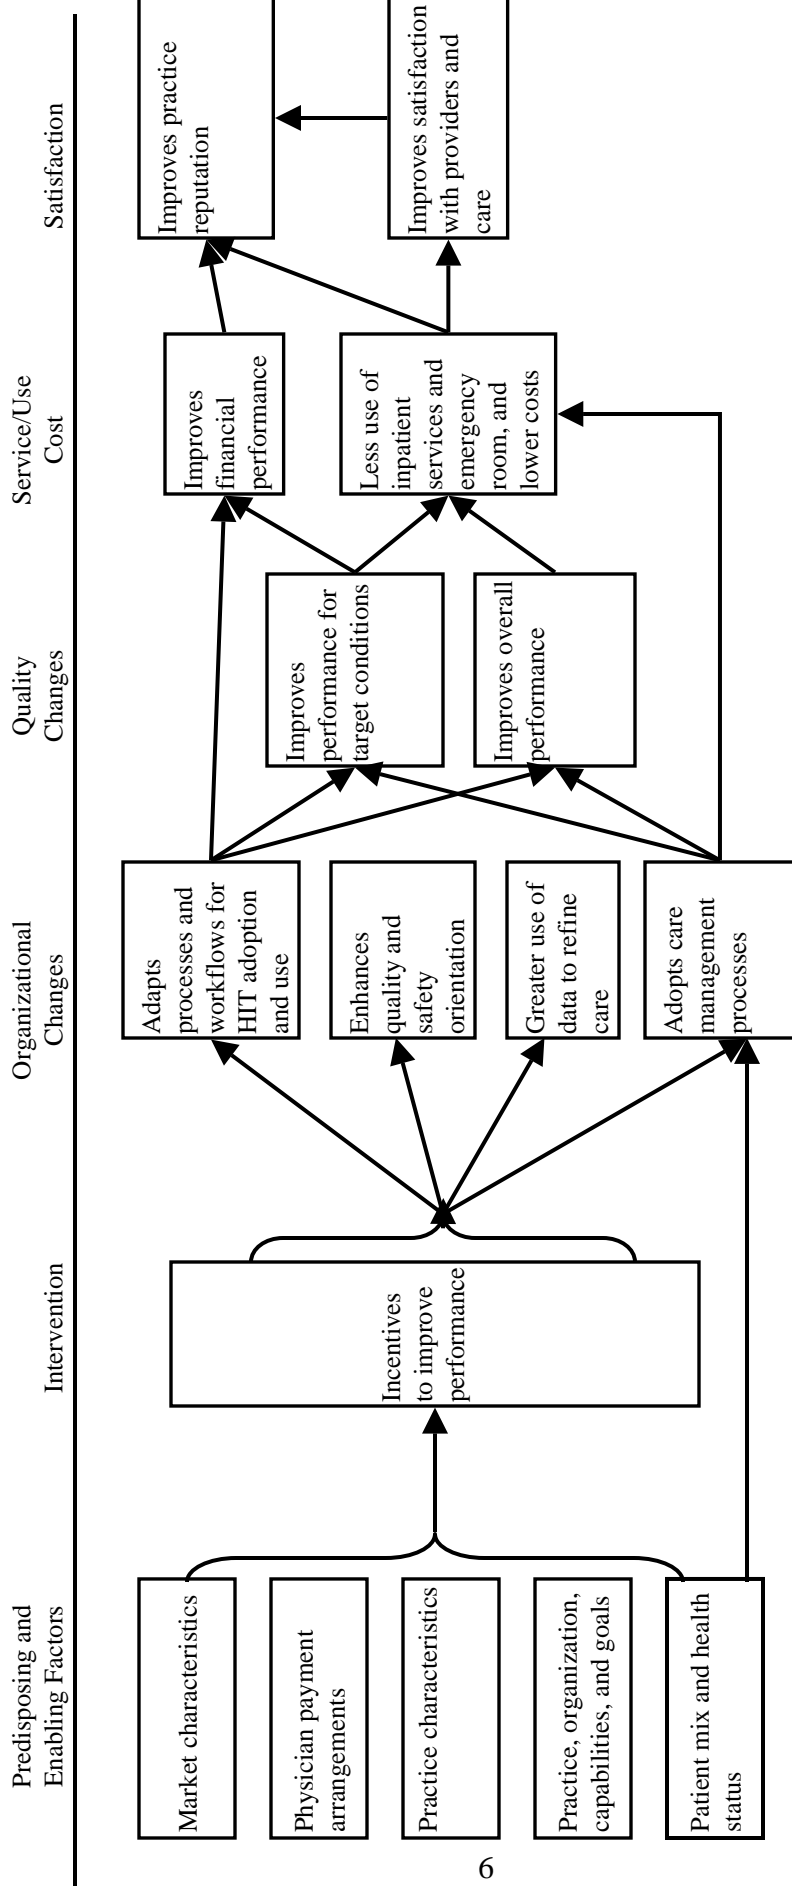 Predisposing and
Enabling Factors
Intervention
Organizational
Changes
Quality
Changes
Service/Use
Cost
Satisfaction
Market characteristics
Physician payment
arrangements
Practice characteristics
Practice, organization,
capabilities, and goals
Patient mix and health
status
Incentives
to improve
performance
Adapts
processes and
workflows for
HIT adoption
and use
Enhances
quality and
safety
orientation
Greater use of
data to refine
care
Adopts care
management
processes
Improves
performance for
target conditions
Improves overall
performance
Improves
financial
performance
Less use of
inpatient
services and
emergency
room, and
lower costs
Improves practice
reputation
Improves satisfaction
with providers and
care
6